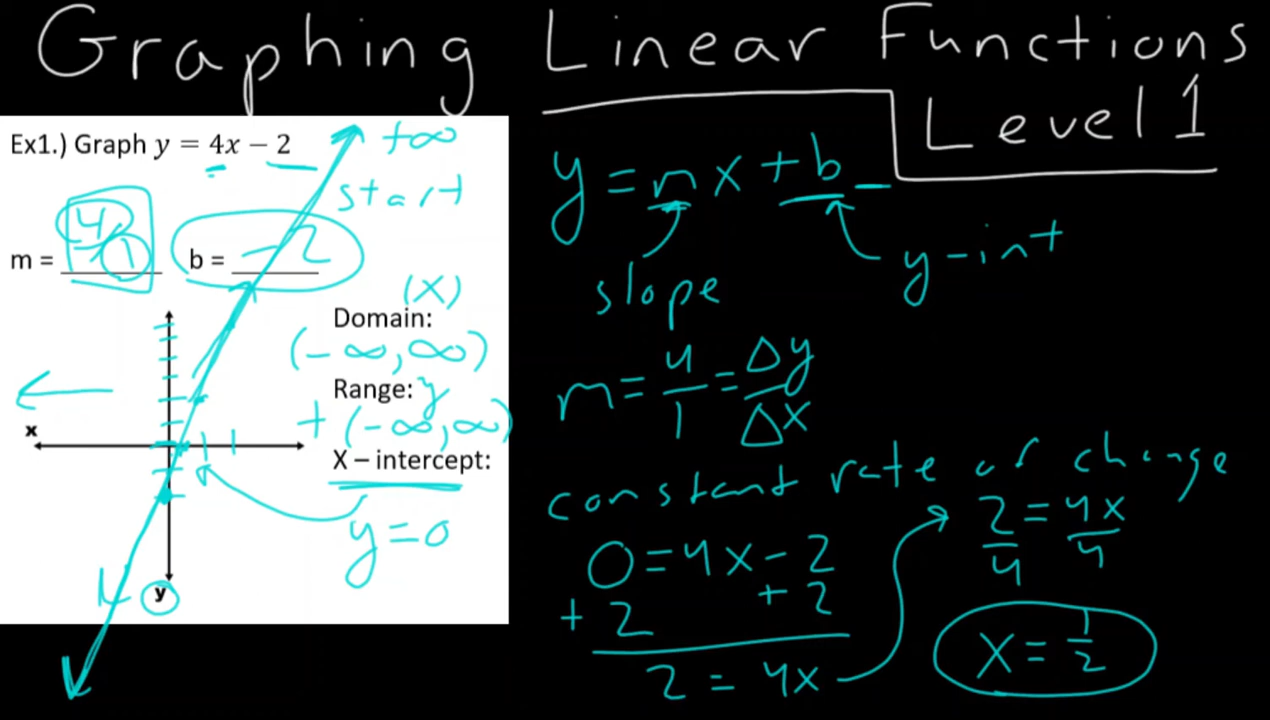 Graphing Linear Functions
Level 1
Ex1.) Graph y = 4x − 2
+∞
start
m = 4/1 b = -2
(x)
Domain:
(-∞,∞)
Range: y
+ (-∞,∞)
X – intercept:
y=0
x
y
y=mx+b
slope
y-int
m=4/1=Δy/Δx
constant rate of change
0=4x-2
+2 +2
2=4x
2/4=4x/4
x=1/2